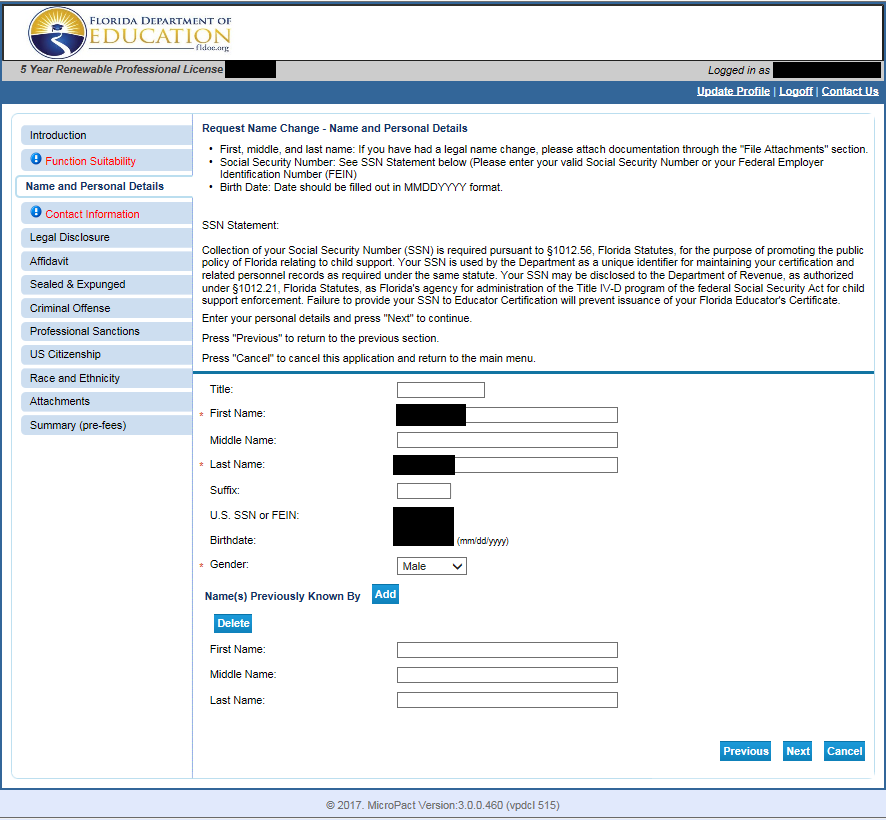 FLORIDA DEPARTMENT OF
EDUCATION
fldoe.org
5 Year Renewable Professional License
Logged in as
Update Profile | Logoff | Contact Us
Introduction
Function Suitability
Name and Personal Details
Contact Information
Legal Disclosure
Affidavit
Sealed & Expunged
Criminal Offense
Professional Sanctions
US Citizenship
Race and Ethnicity
Attachments
Summary (pre-fees)
Request Name Change - Name and Personal Details
• First, middle, and last name: If you have had a legal name change, please attach documentation through the "File Attachments" section.
• Social Security Number: See SSN Statement below (Please enter your valid Social Security Number or your Federal Employer
Identification Number (FEIN)
• Birth Date: Date should be filled out in MMDDYYYY format.
SSN Statement:
Collection of your Social Security Number (SSN) is required pursuant to §1012.56, Florida Statutes, for the purpose of promoting the public
policy of Florida relating to child support. Your SSN is used by the Department as a unique identifier for maintaining your certification and
related personnel records as required under the same statute. Your SSN may be disclosed to the Department of Revenue, as authorized
under §1012.21, Florida Statutes, as Florida's agency for administration of the Title IV-D program of the federal Social Security Act for child
support enforcement. Failure to provide your SSN to Educator Certification will prevent issuance of your Florida Educator's Certificate.
Enter your personal details and press "Next" to continue.
Press "Previous" to return to the previous section.
Press "Cancel" to cancel this application and return to the main menu.
Title:
* First Name:
Middle Name:
* Last Name:
Suffix:
U.S. SSN or FEIN:
Birthdate: (mm/dd/yyyy)
* Gender: Male
Name(s) Previously Known By Add
Delete
First Name:
Middle Name:
Last Name:
Previous Next Cancel
© 2017. MicroPact Version:3.0.0.460 (vpdcl 515)